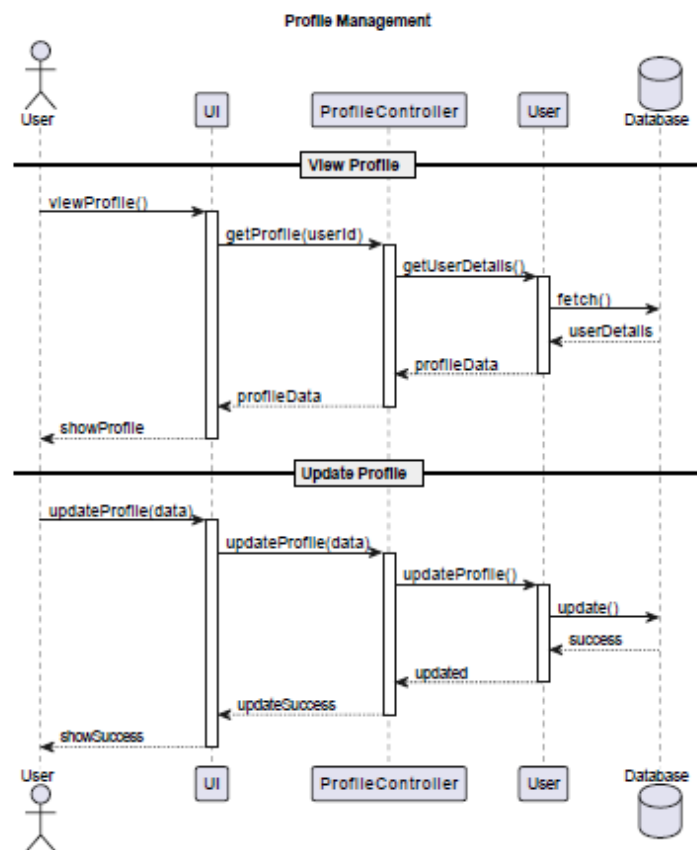 Profile Management
User
UI
ProfileController
User
Database
View Profile
viewProfile()
getProfile(userId)
getUserDetails()
fetch()
userDetails
profileData
profileData
showProfile
Update Profile
updateProfile(data)
updateProfile(data)
updateProfile()
update()
success
updated
updateSuccess
showSuccess
User
UI
ProfileController
User
Database